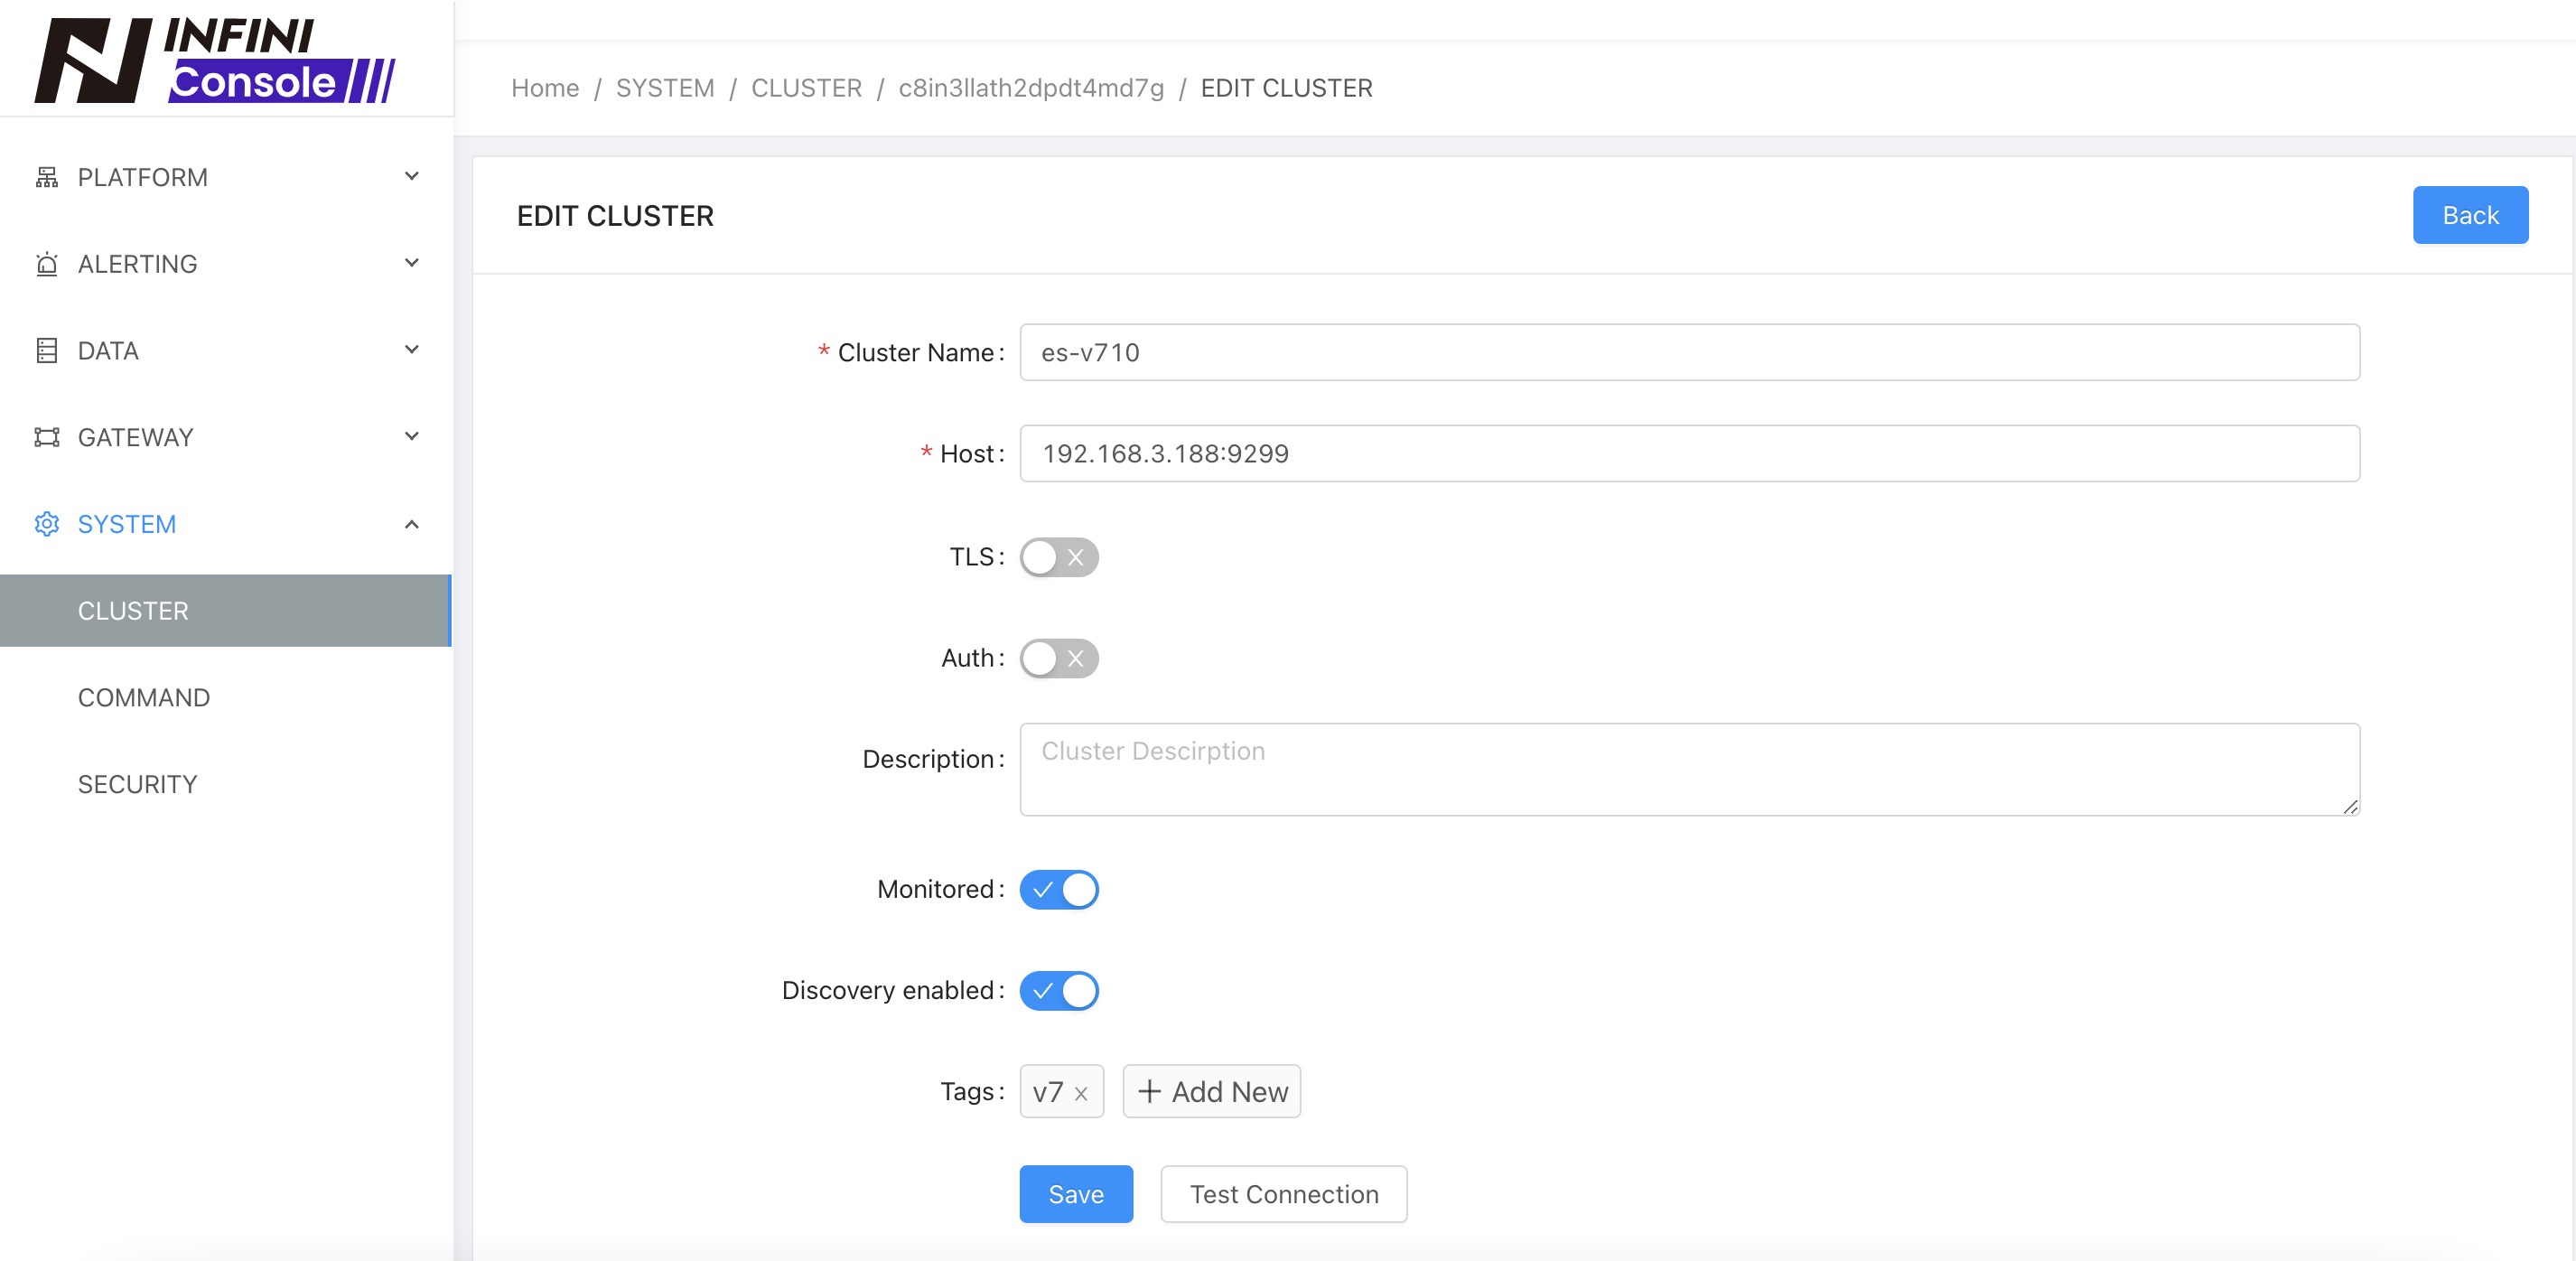 INFINI
Console
Home / SYSTEM / CLUSTER / c8in3llath2dpdt4md7g / EDIT CLUSTER
PLATFORM
ALERTING
DATA
GATEWAY
SYSTEM
CLUSTER
COMMAND
SECURITY
EDIT CLUSTER
Back
* Cluster Name: es-v710
* Host: 192.168.3.188:9299
TLS:
Auth:
Description: Cluster Descirption
Monitored:
Discovery enabled:
Tags: v7 × + Add New
Save Test Connection